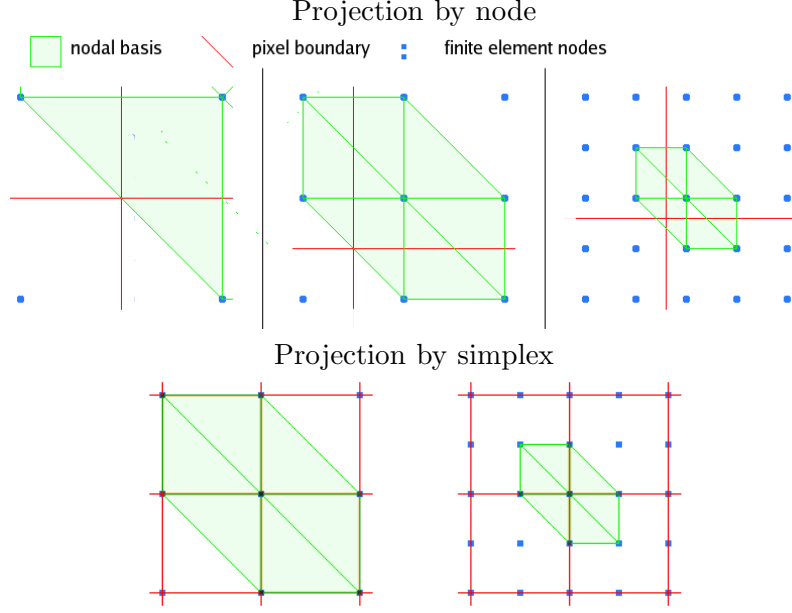 Projection by node
nodal basis pixel boundary finite element nodes
Projection by simplex